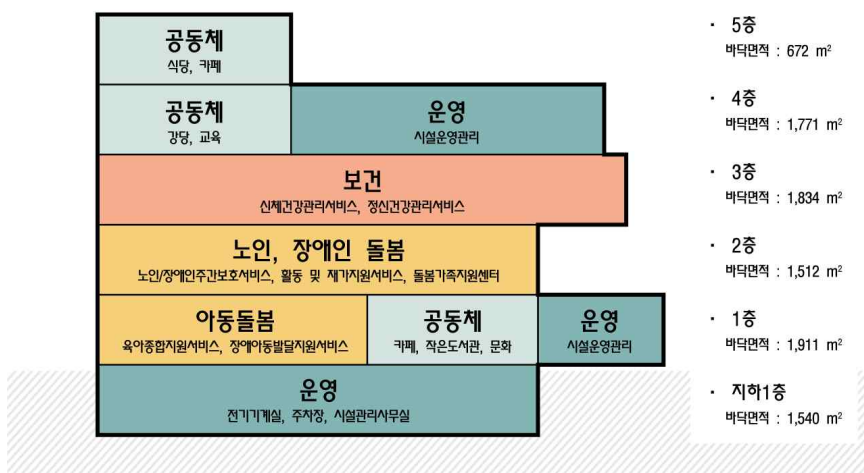 공동체
식당, 카페
· 5층
바닥면적 : 672 m²
공동체
강당, 교육
운영
시설운영관리
· 4층
바닥면적 : 1,771 m²
보건
신체건강관리서비스, 정신건강관리서비스
· 3층
바닥면적 : 1,834 m²
노인, 장애인 돌봄
노인/장애인주간보호서비스, 활동 및 재가지원서비스, 돌봄가족지원센터
· 2층
바닥면적 : 1,512 m²
아동돌봄
육아종합지원서비스, 장애아동발달지원서비스
공동체
카페, 작은도서관, 문화
운영
시설운영관리
· 1층
바닥면적 : 1,911 m²
운영
전기기계실, 주차장, 시설관리사무실
· 지하1층
바닥면적 : 1,540 m²